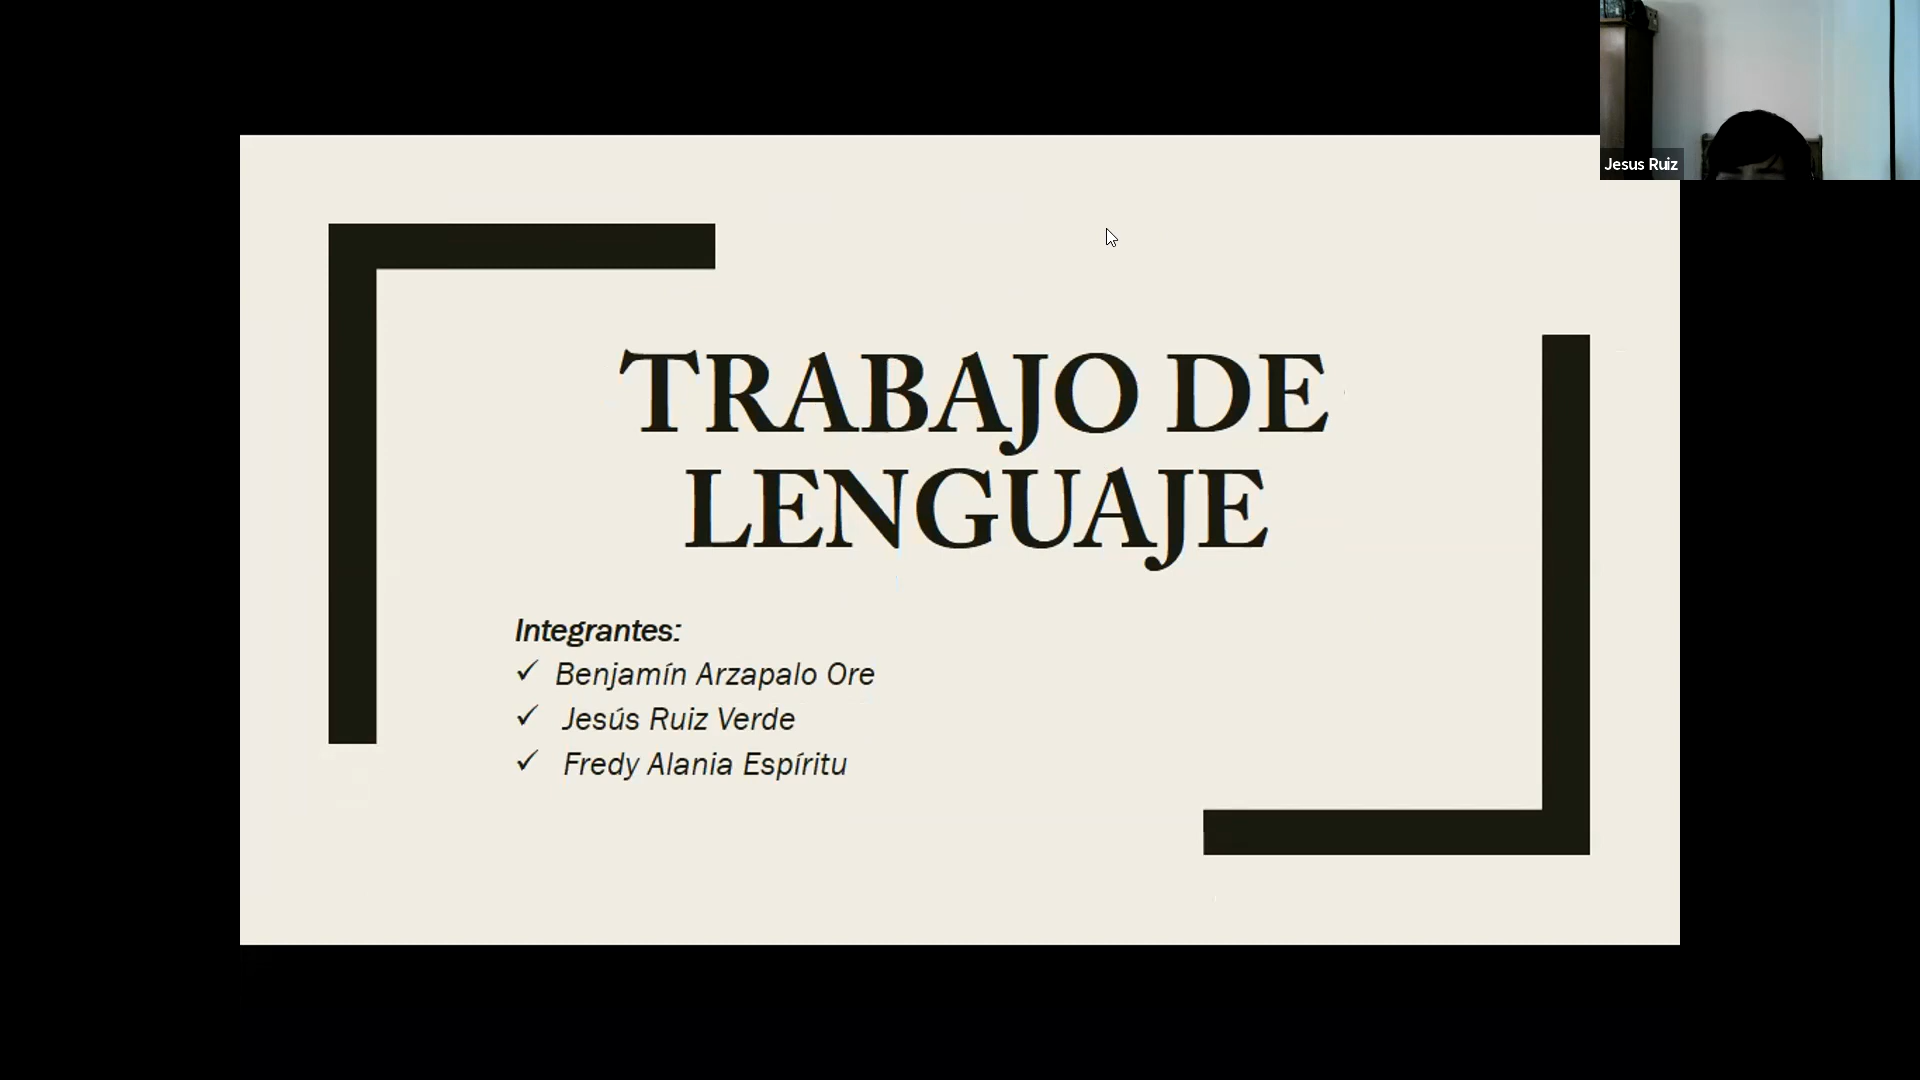 Jesus Ruiz
TRABAJO DE
LENGUAJE
Integrantes:
✓ Benjamín Arzapalo Ore
✓ Jesús Ruiz Verde
✓ Fredy Alania Espíritu